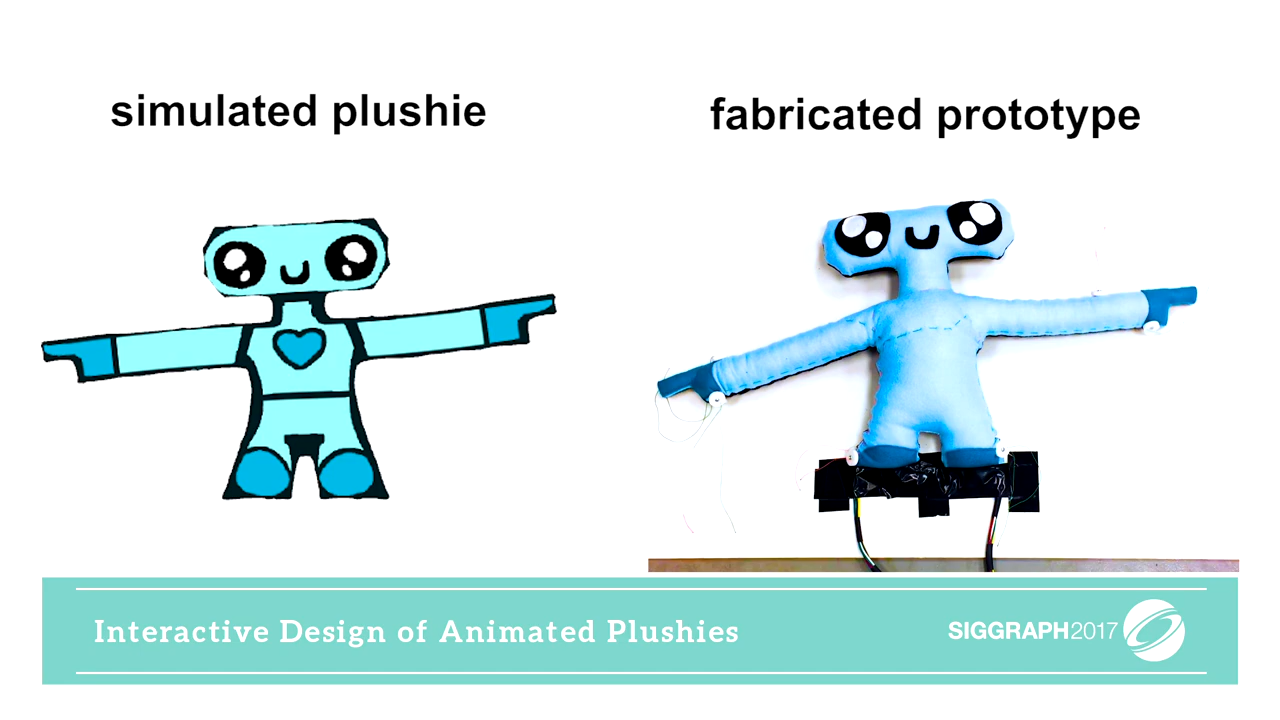 simulated plushie
fabricated prototype
Interactive Design of Animated Plushies
SIGGRAPH2017